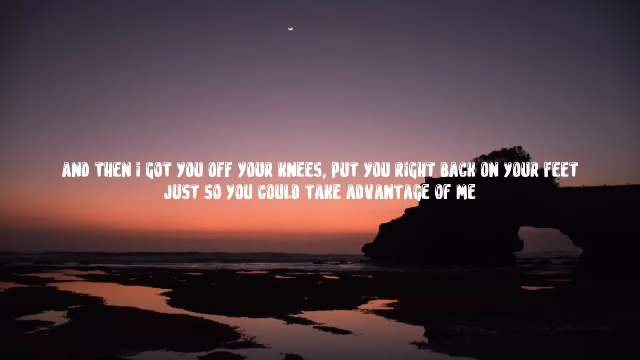 AND THEN I GOT YOU OFF YOUR KNEES, PUT YOU RIGHT BACK ON YOUR FEET
JUST SO YOU COULD TAKE ADVANTAGE OF ME